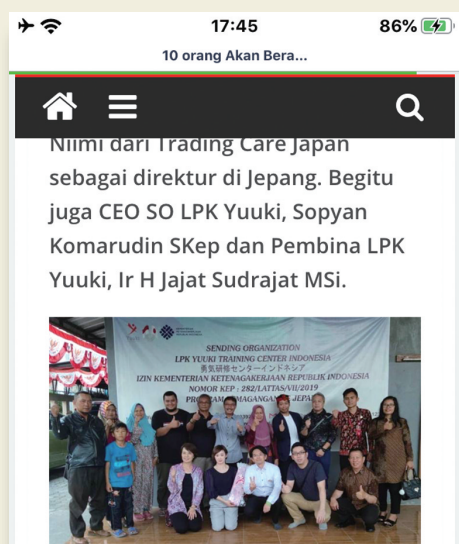 17:45
86%
10 orang Akan Bera...
Niimi dari Trading Care Japan
sebagai direktur di Jepang. Begitu
juga CEO SO LPK Yuuki, Sopyan
Komarudin SKep dan Pembina LPK
Yuuki, Ir H Jajat Sudrajat MSi.
SENDING ORGANIZATION
LPK YUUKI TRAINING CENTER INDONESIA
勇気研修センターインドネシア
IZIN KEMENTERIAN KETENAGAKERJAAN REPUBLIK INDONESIA
NOMOR KEP : 282/LATTAS/VII/2019